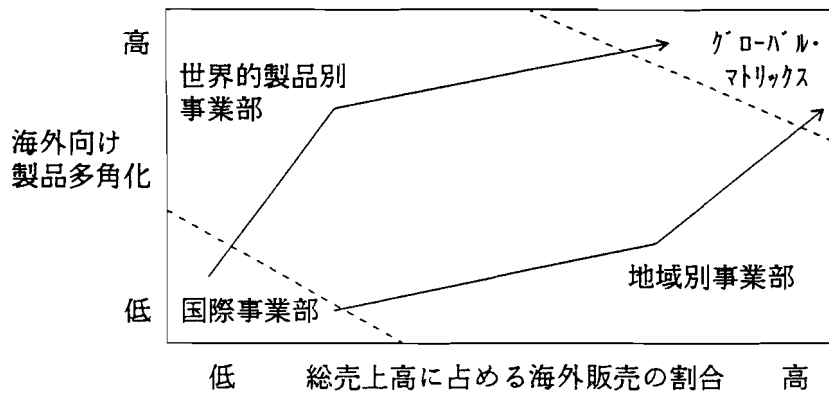 高
世界的製品別
事業部
グローバル・
マトリックス
海外向け
製品多角化
地域別事業部
低
国際事業部
低
総売上高に占める海外販売の割合
高